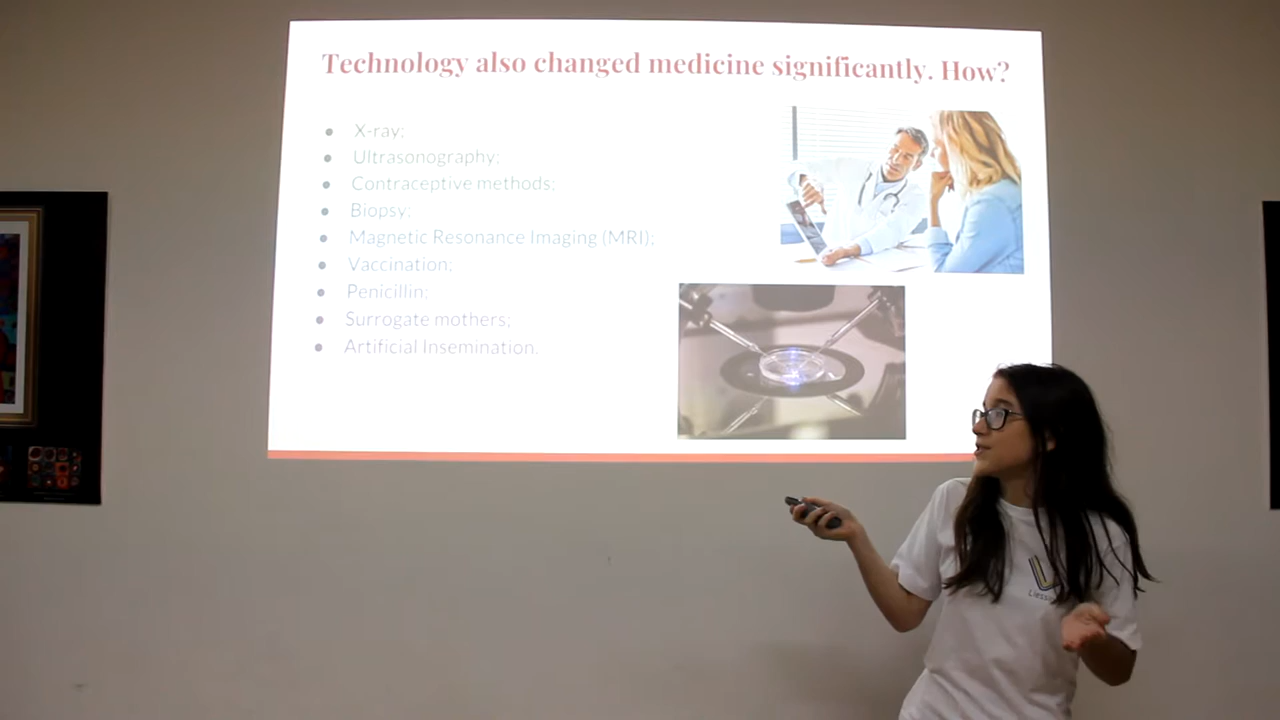 Technology also changed medicine significantly. How?
● X-ray;
● Ultrasonography;
● Contraceptive methods;
● Biopsy;
● Magnetic Resonance Imaging (MRI);
● Vaccination;
● Penicillin;
● Surrogate mothers;
● Artificial Insemination.